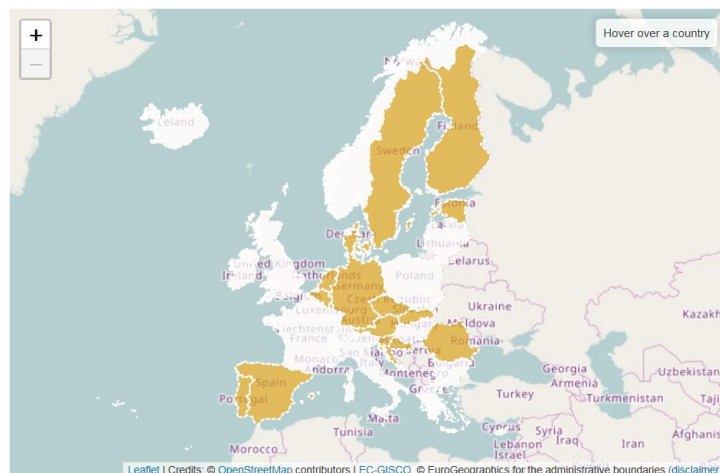 +
−
Hover over a country
Norway
Iceland
Finland
Sweden
Estonia
Latvia
Denmark
Lithuania
United Kingdom
Ireland
Belarus
Netherlands
Poland
Germany
Czech Republic
Ukraine
Luxembourg
Kazakh
Austria
Moldova
Liechtenst
France
Romania
San Marino
Monaco
Italy
Andorra
Montenegro
Bulgaria
Georgia
Uzbekistan
Spain
Armenia
Portugal
Greece
Turkey
Turkmenistan
Taji
Malta
Tunisia
Cyprus
Syria
Afghanis
Lebanon
Iraq
Iran
Morocco
Israel
Leaflet | Credits: © OpenStreetMap contributors | EC-GISCO, © EuroGeographics for the administrative boundaries (disclaimer